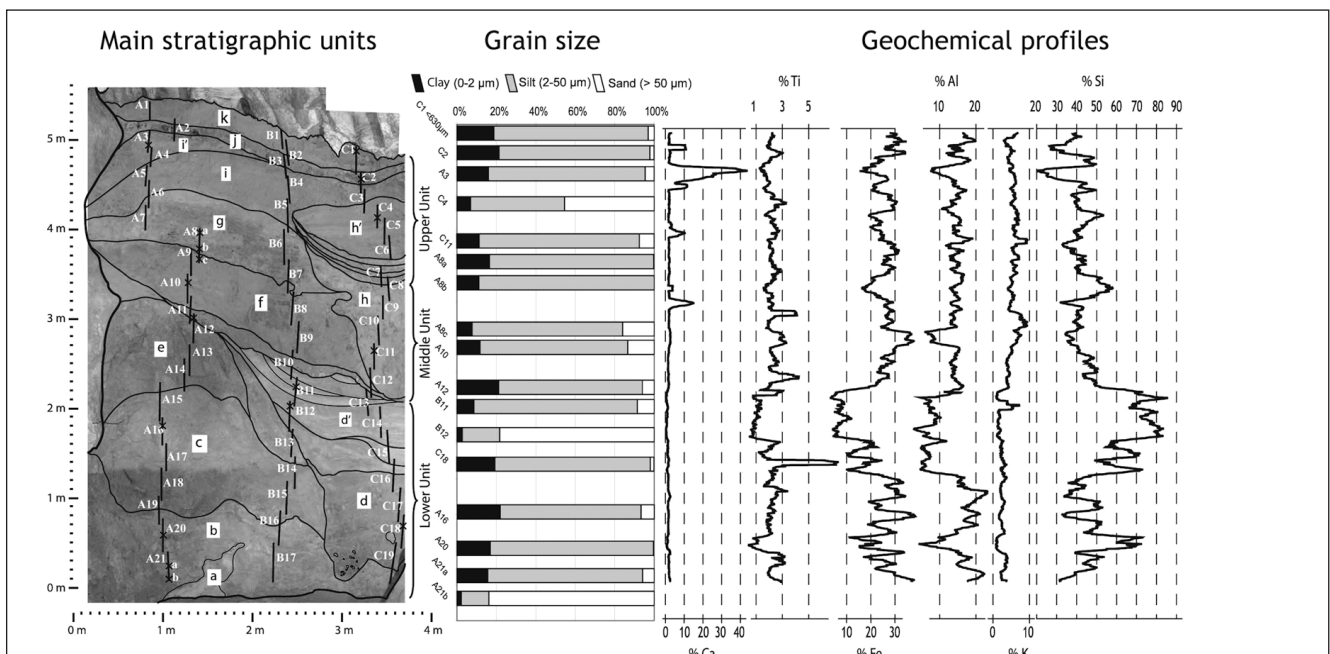 Main stratigraphic units
Grain size
Geochemical profiles
Clay (0-2 µm) Silt (2-50 µm) Sand (> 50 µm)
0% 20% 40% 60% 80% 100%
% Ti
% Al
% Si
1 3 5
10 20
20 30 40 50 60 70 80 90
C1 <630µm
C2
A3
C4
C11
A8a
A8b
A8c
A10
A12
B11
B12
C18
A16
A20
A21a
A21b
5 m
4 m
3 m
2 m
1 m
0 m
A1
A2
A3
A4
A5
A6
A7
A8 a
b
c
A9
A10
A11
A12
A13
A14
A15
A16
A17
A18
A19
A20
A21 a
b
B1
B2
B3
B4
B5
B6
B7
B8
B9
B10
B11
B12
B13
B14
B15
B16
B17
C1
C2
C3
C4
C5
C6
C7
C8
C9
C10
C11
C12
C13
C14
C15
C16
C17
C18
C19
k
j
i'
i
g
h'
h
f
e
d'
c
d
b
a
Upper Unit
Middle Unit
Lower Unit
0 m 1 m 2 m 3 m 4 m
0 10 20 30 40
10 20 30
0 10
% Ca
% Fe
% K